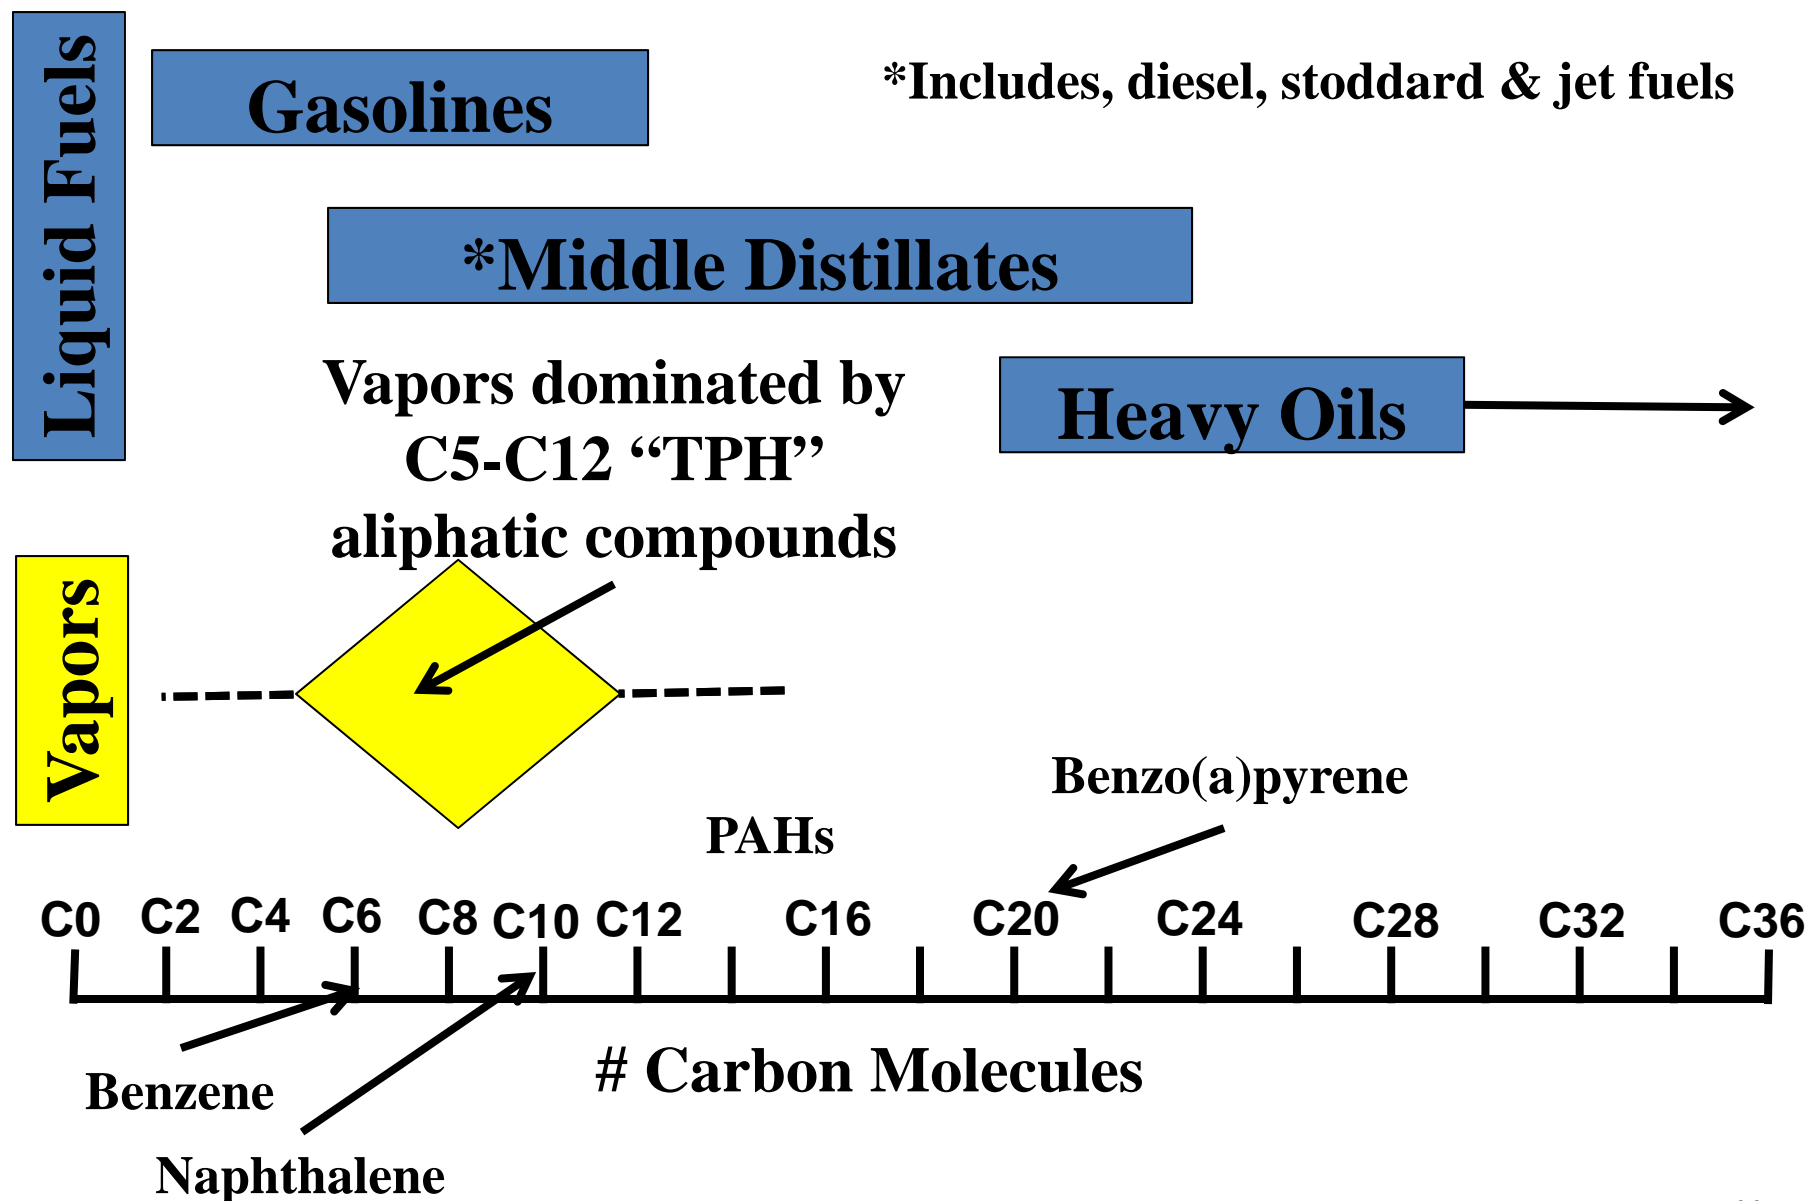 Liquid Fuels
Gasolines
*Includes, diesel, stoddard & jet fuels
*Middle Distillates
Vapors dominated by
C5-C12 “TPH”
aliphatic compounds
Heavy Oils
Vapors
Benzo(a)pyrene
PAHs
C0 C2 C4 C6 C8 C10 C12 C16 C20 C24 C28 C32 C36
# Carbon Molecules
Benzene
Naphthalene